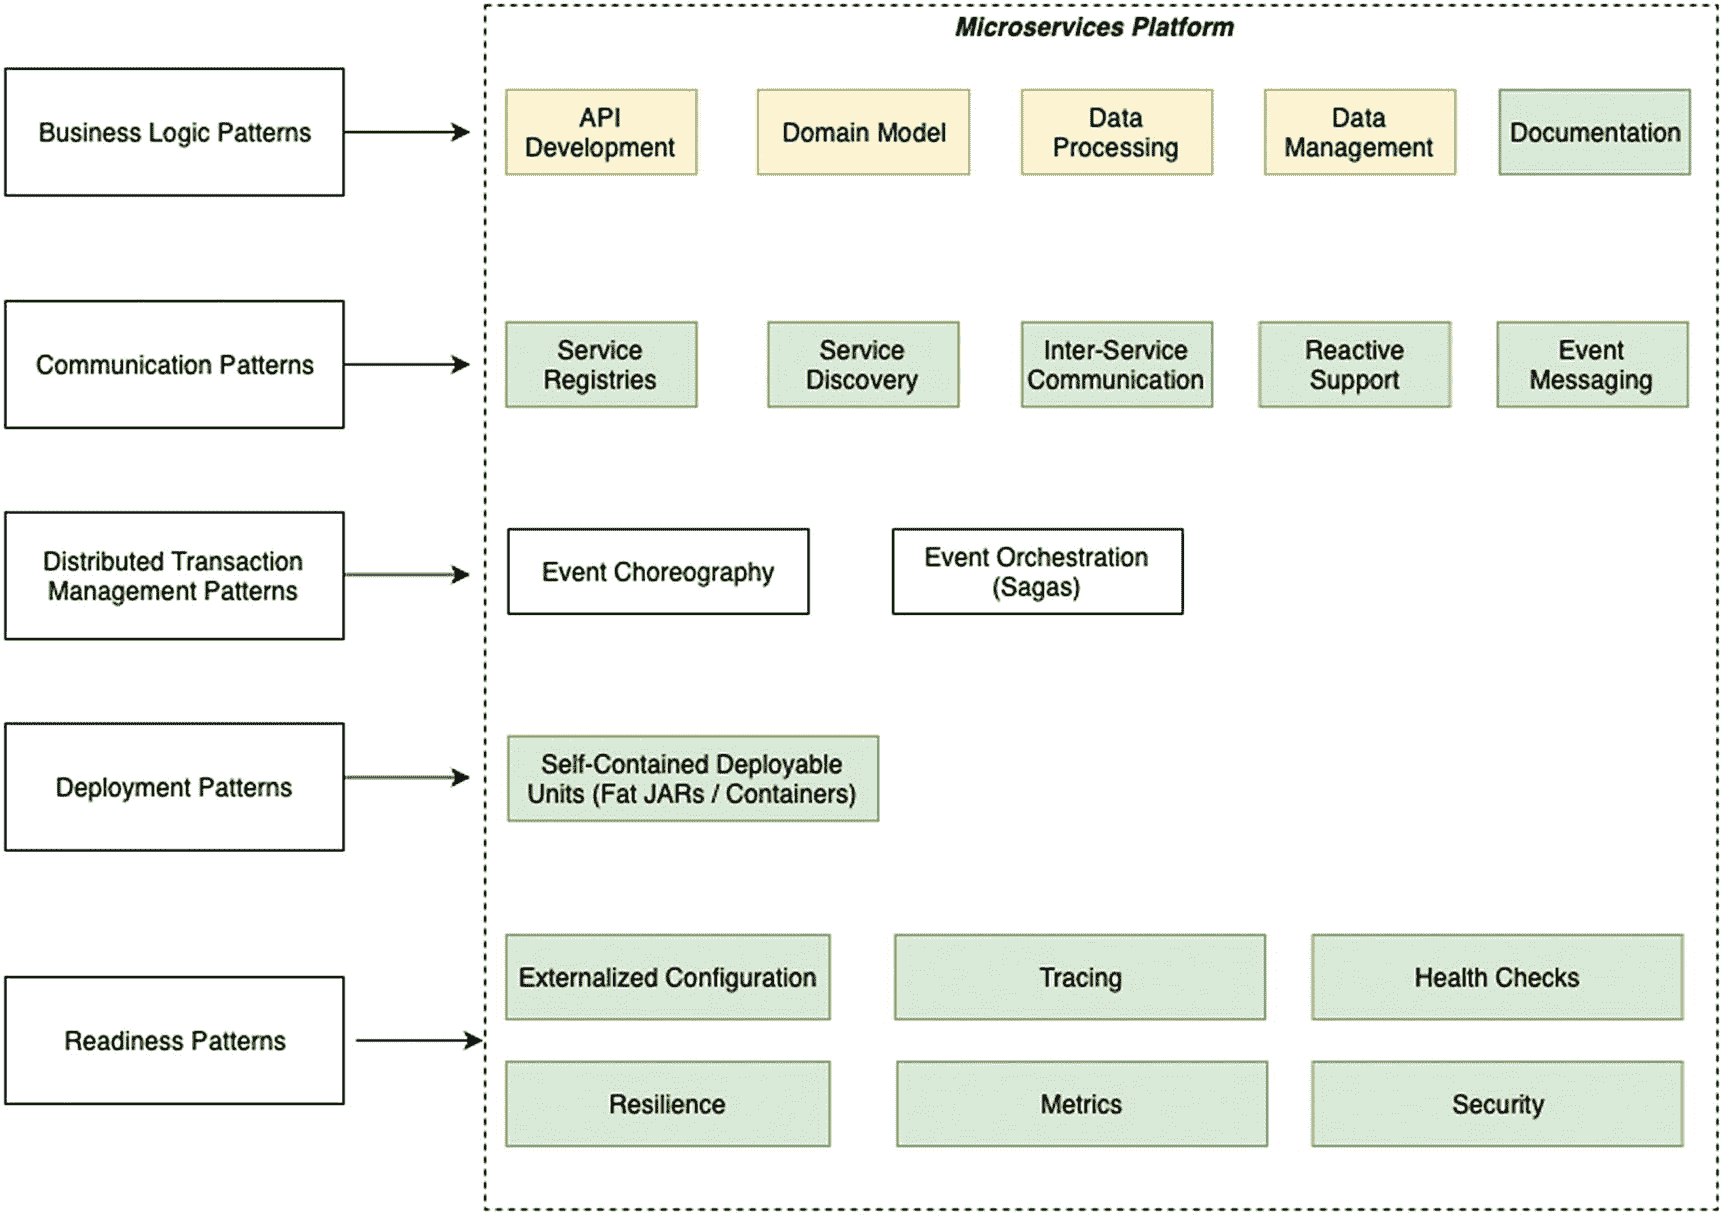 Microservices Platform
Business Logic Patterns
API
Development
Domain Model
Data
Processing
Data
Management
Documentation
Communication Patterns
Service
Registries
Service
Discovery
Inter-Service
Communication
Reactive
Support
Event
Messaging
Distributed Transaction
Management Patterns
Event Choreography
Event Orchestration
(Sagas)
Deployment Patterns
Self-Contained Deployable
Units (Fat JARs / Containers)
Readiness Patterns
Externalized Configuration
Tracing
Health Checks
Resilience
Metrics
Security